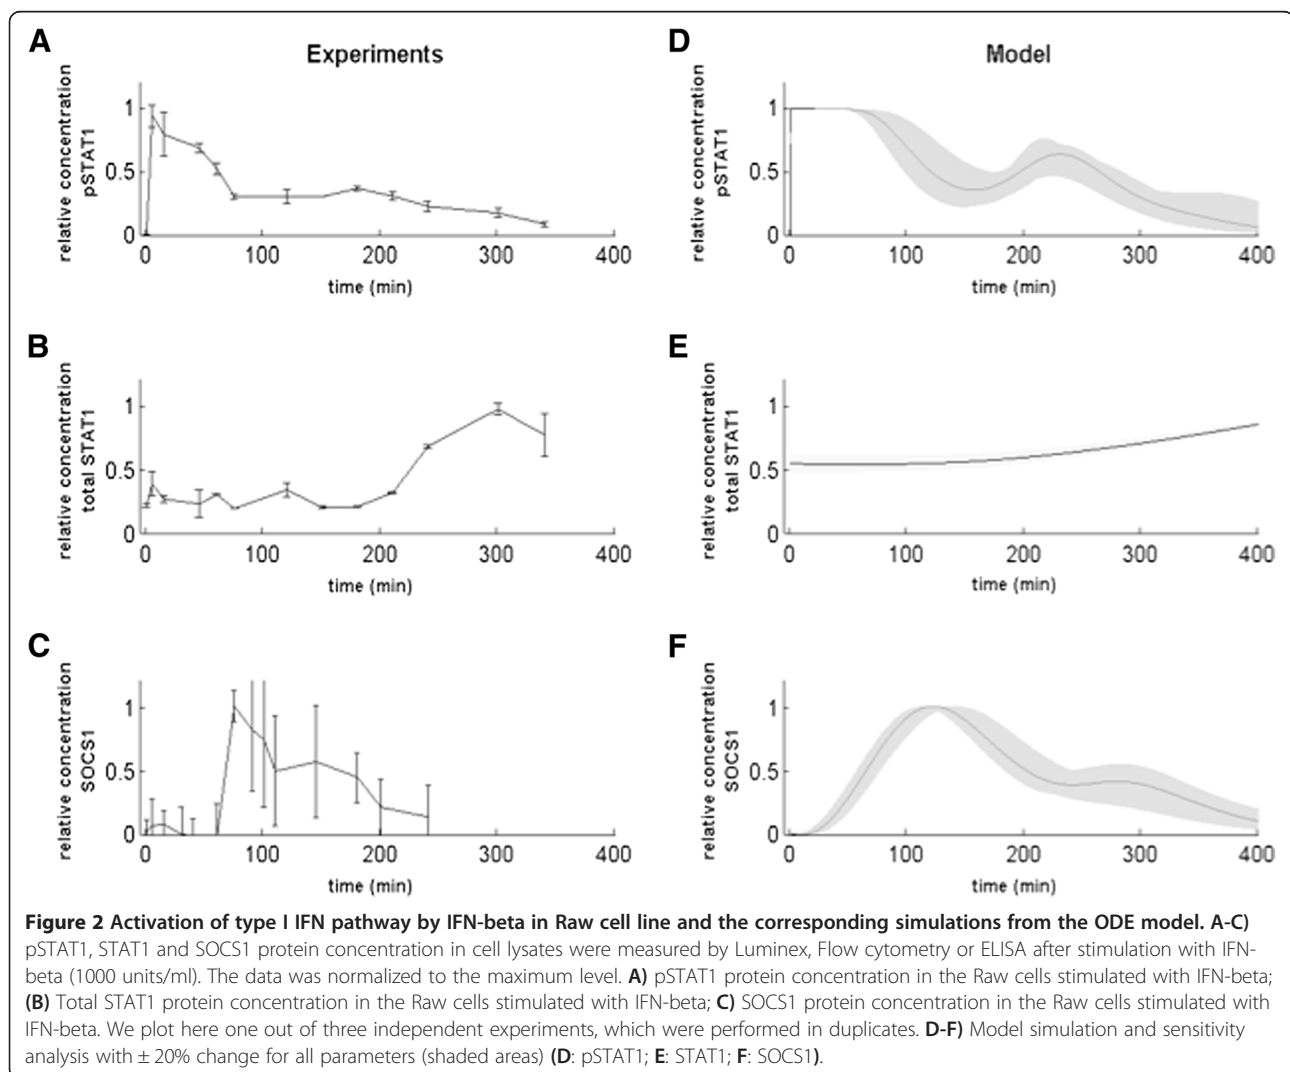 A
Experiments
relative concentration
pSTAT1
1
0.5
0
0 100 200 300 400
time (min)
D
Model
relative concentration
pSTAT1
1
0.5
0
0 100 200 300 400
time (min)
B
relative concentration
total STAT1
1
0.5
0
0 100 200 300 400
time (min)
E
relative concentration
total STAT1
1
0.5
0
0 100 200 300 400
time (min)
C
relative concentration
SOCS1
1
0.5
0
0 100 200 300 400
time (min)
F
relative concentration
SOCS1
1
0.5
0
0 100 200 300 400
time (min)
Figure 2 Activation of type I IFN pathway by IFN-beta in Raw cell line and the corresponding simulations from the ODE model. A-C)
pSTAT1, STAT1 and SOCS1 protein concentration in cell lysates were measured by Luminex, Flow cytometry or ELISA after stimulation with IFN-
beta (1000 units/ml). The data was normalized to the maximum level. A) pSTAT1 protein concentration in the Raw cells stimulated with IFN-beta;
(B) Total STAT1 protein concentration in the Raw cells stimulated with IFN-beta; C) SOCS1 protein concentration in the Raw cells stimulated with
IFN-beta. We plot here one out of three independent experiments, which were performed in duplicates. D-F) Model simulation and sensitivity
analysis with ± 20% change for all parameters (shaded areas) (D: pSTAT1; E: STAT1; F: SOCS1).